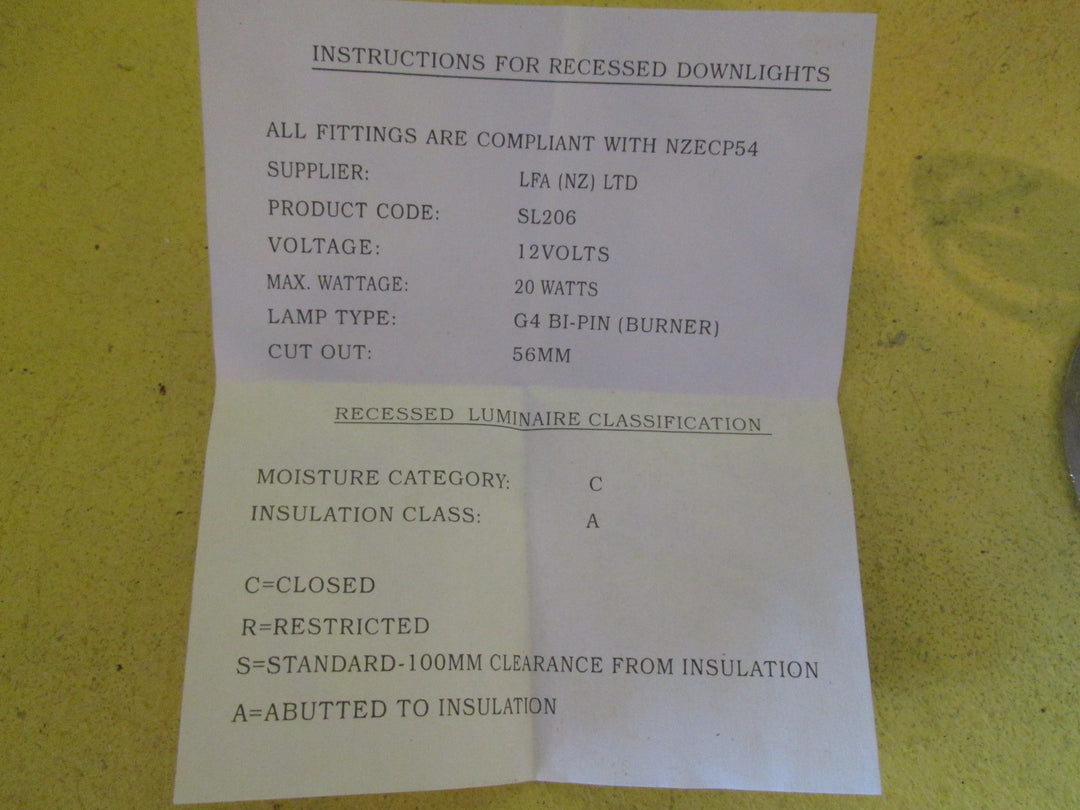 INSTRUCTIONS FOR RECESSED DOWNLIGHTS
ALL FITTINGS ARE COMPLIANT WITH NZECP54
SUPPLIER: LFA (NZ) LTD
PRODUCT CODE: SL206
VOLTAGE: 12VOLTS
MAX. WATTAGE: 20 WATTS
LAMP TYPE: G4 BI-PIN (BURNER)
CUT OUT: 56MM
RECESSED LUMINAIRE CLASSIFICATION
MOISTURE CATEGORY: C
INSULATION CLASS: A
C=CLOSED
R=RESTRICTED
S=STANDARD-100MM CLEARANCE FROM INSULATION
A=ABUTTED TO INSULATION